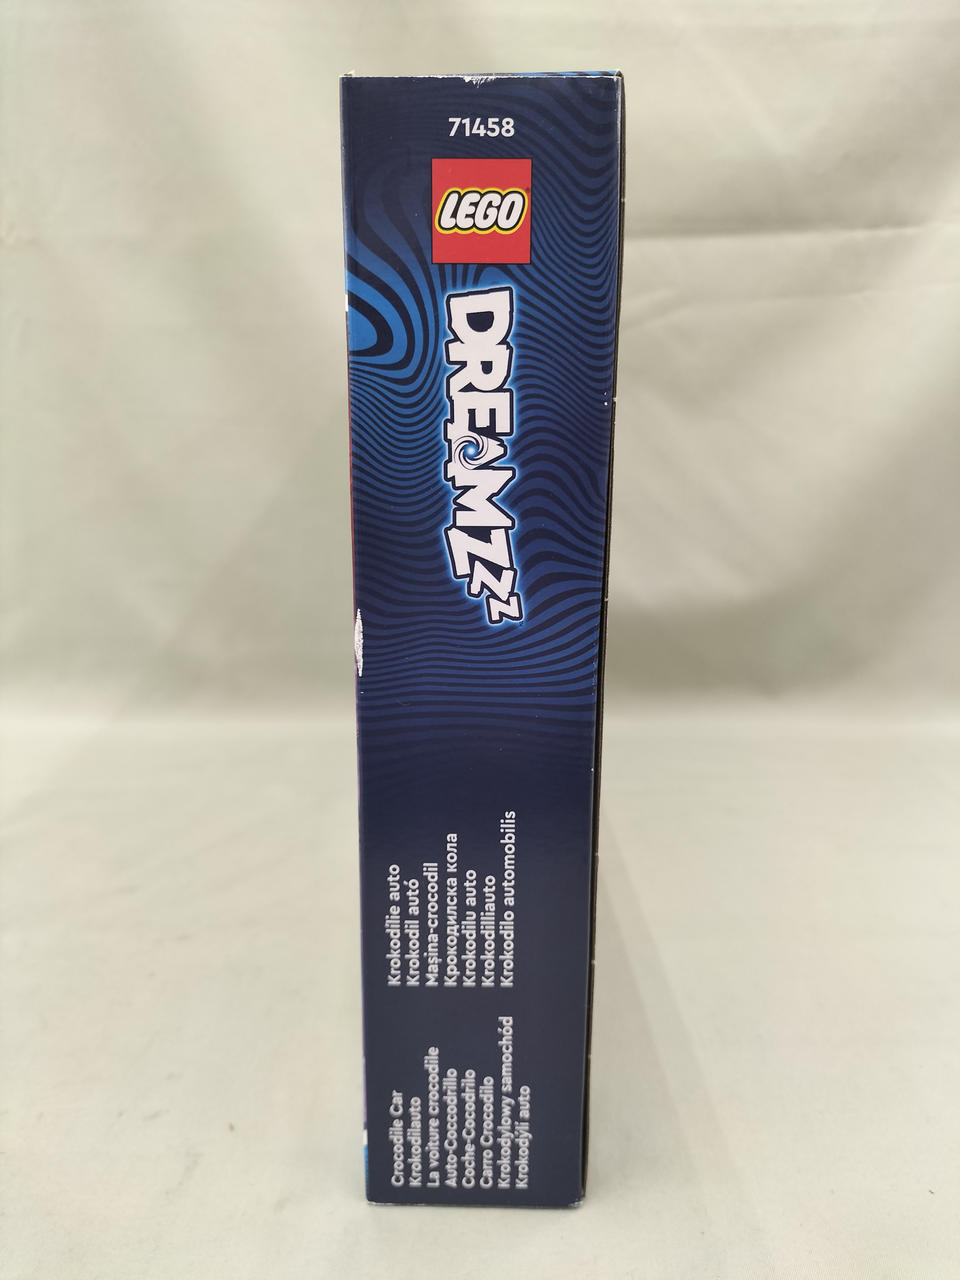 71458
LEGO
DREAMZzz
Crocodile Car
Krokodilauto
La voiture crocodile
Auto-Coccodrillo
Coche-Cocodrilo
Carro Crocodilo
Krokodylowy samochód
Krokodýlí auto
Krokodílie auto
Krokodil autó
Mașina-crocodil
Крокодилска кола
Krokodilu auto
Krokodilliauto
Krokodilo automobilis